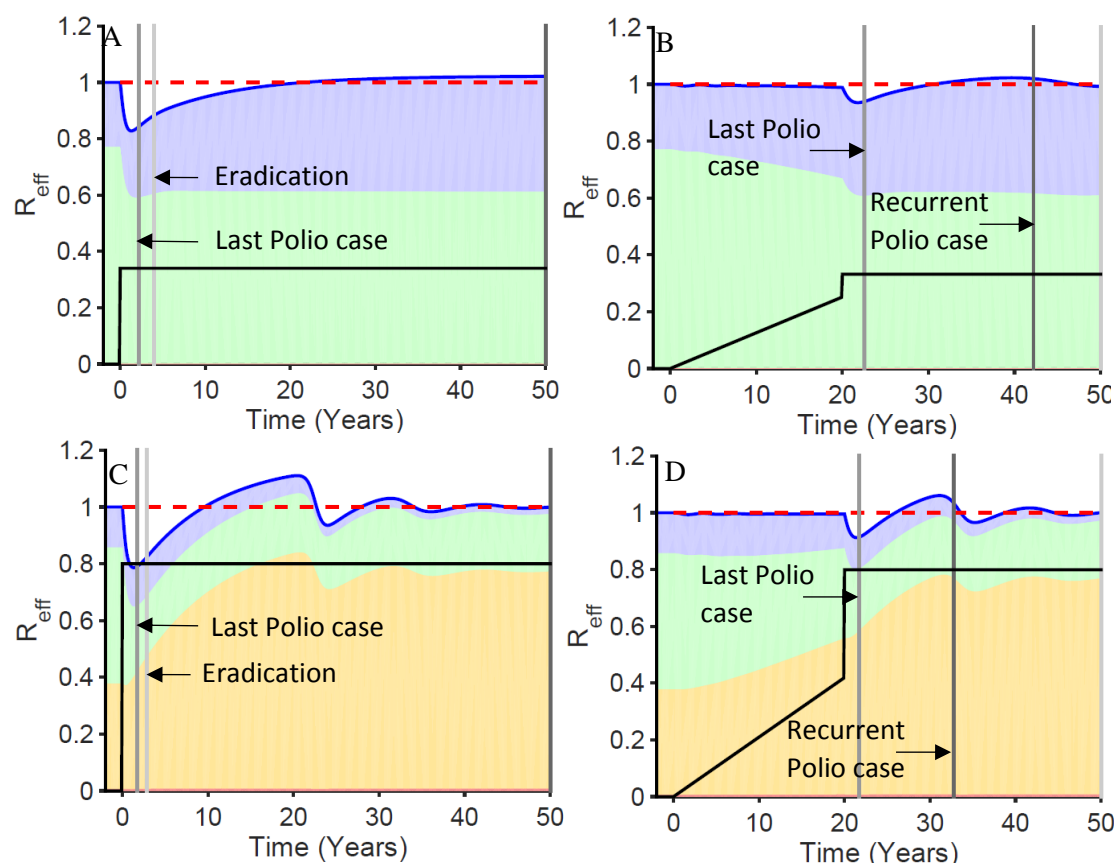 A
1.2
1
0.8
0.6
0.4
0.2
0
R_eff
Eradication
Last Polio case
0 10 20 30 40 50
Time (Years)
B
1.2
1
0.8
0.6
0.4
0.2
0
R_eff
Last Polio
case
Recurrent
Polio case
0 10 20 30 40 50
Time (Years)
C
1.2
1
0.8
0.6
0.4
0.2
0
R_eff
Last Polio case
Eradication
0 10 20 30 40 50
Time (Years)
D
1.2
1
0.8
0.6
0.4
0.2
0
R_eff
Last Polio
case
Recurrent
Polio case
0 10 20 30 40 50
Time (Years)